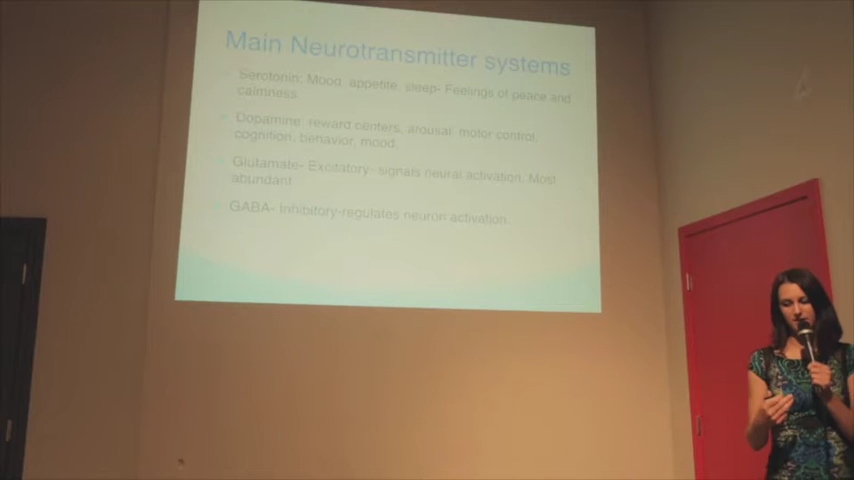 Main Neurotransmitter systems
Serotonin: Mood, appetite, sleep- Feelings of peace and
calmness.
Dopamine: reward centers, arousal, motor control,
cognition, behavior, mood.
Glutamate- Excitatory- signals neural activation. Most
abundant
GABA- Inhibitory-regulates neuron activation.